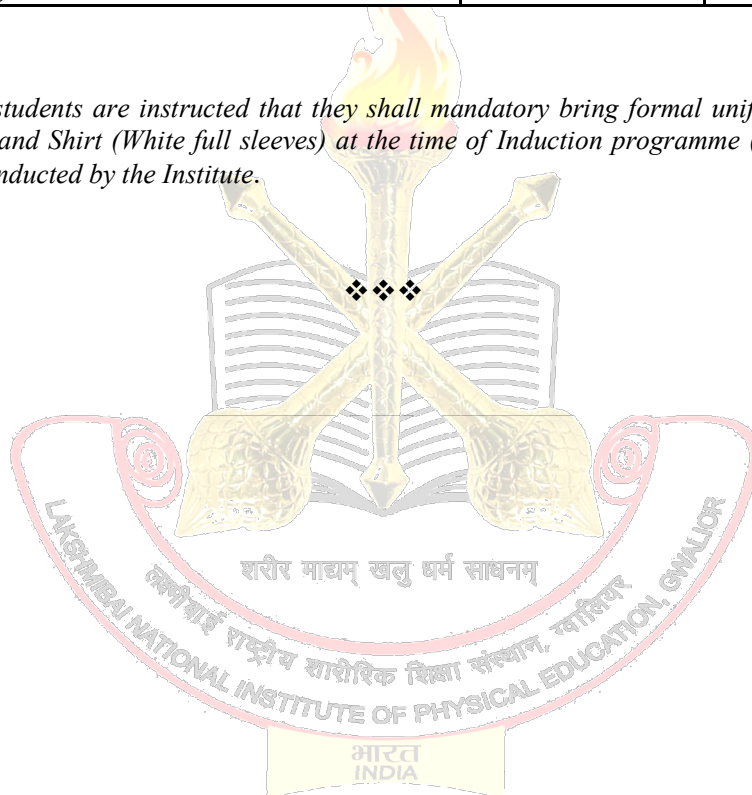 students are instructed that they shall mandatory bring formal unif
and Shirt (White full sleeves) at the time of Induction programme (
nducted by the Institute.
❖❖❖
शरीर माद्यम् खलु धर्म साधनम्
लक्ष्मीबाई राष्ट्रीय शारीरिक शिक्षा संस्थान, ग्वालियर
LAKSHMIBAI NATIONAL INSTITUTE OF PHYSICAL EDUCATION, GWALIOR
भारत
INDIA